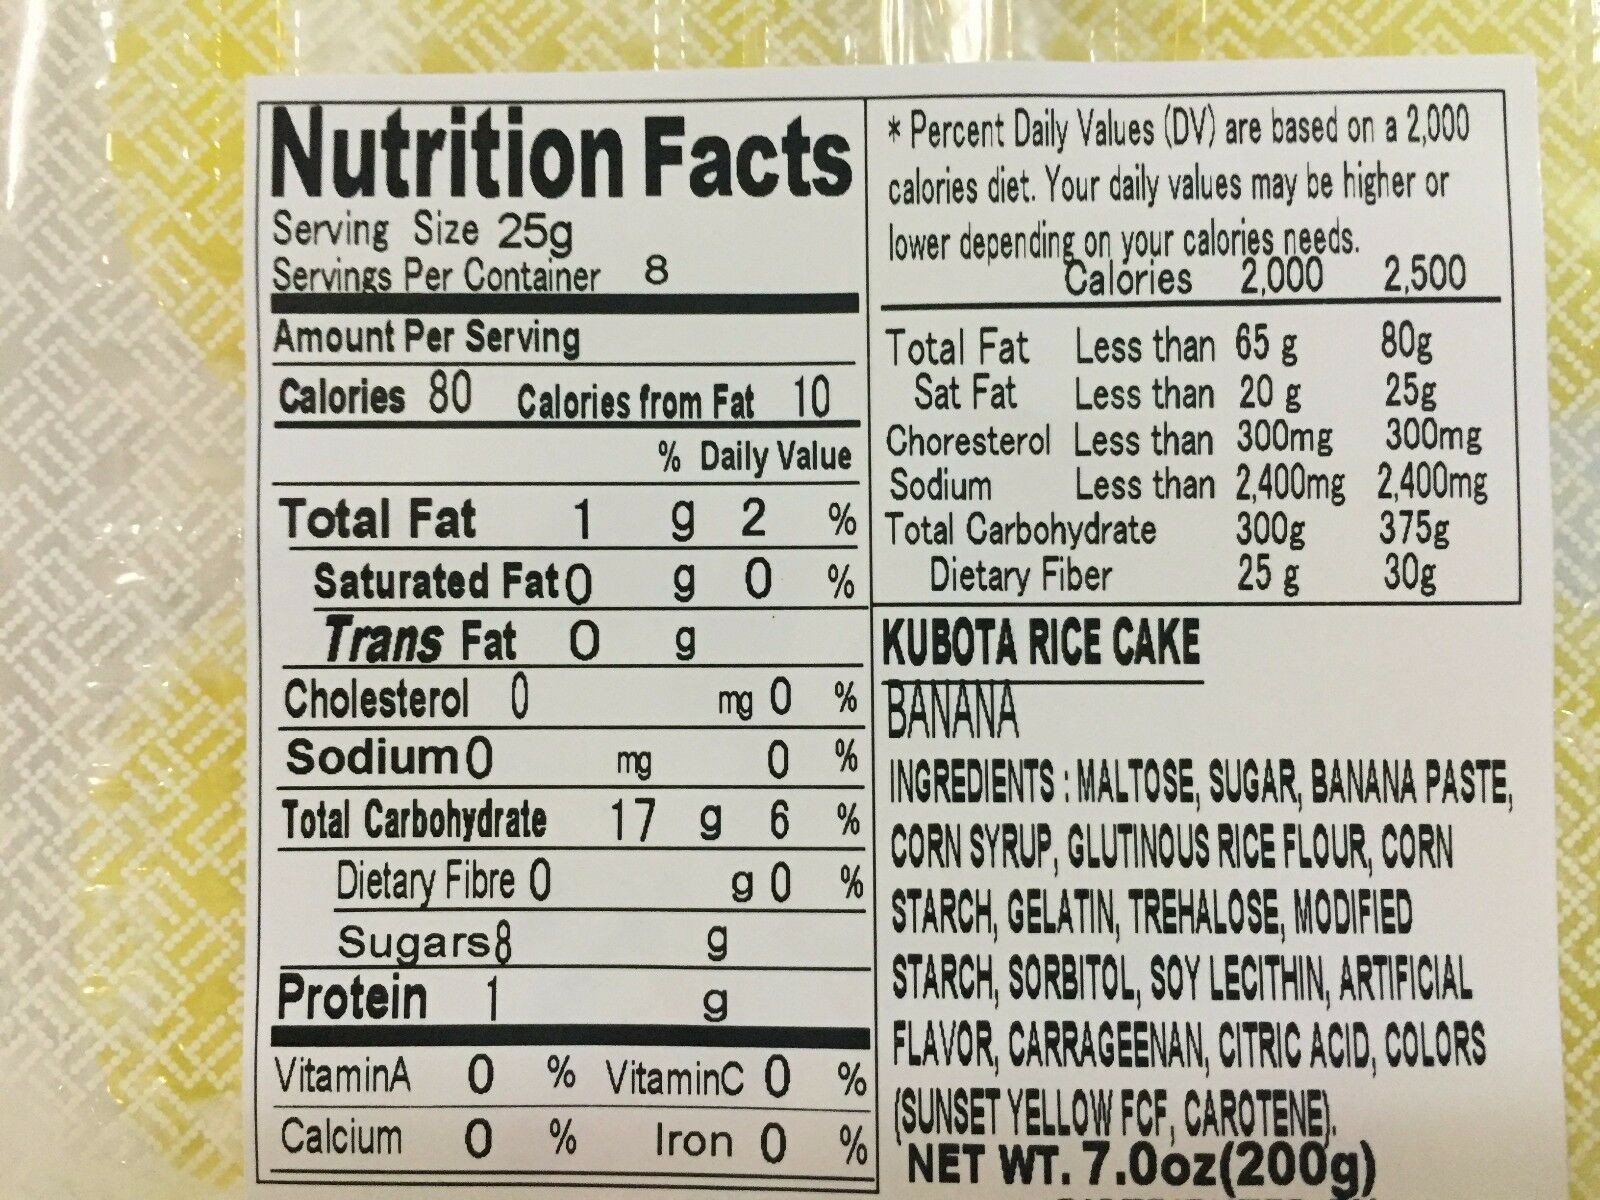 Nutrition Facts
Serving Size 25g
Servings Per Container 8
Amount Per Serving
Calories 80 Calories from Fat 10
% Daily Value
Total Fat 1 g 2 %
Saturated Fat 0 g 0 %
Trans Fat 0 g
Cholesterol 0 mg 0 %
Sodium 0 mg 0 %
Total Carbohydrate 17 g 6 %
Dietary Fibre 0 g 0 %
Sugars 8 g
Protein 1 g
VitaminA 0 % VitaminC 0 %
Calcium 0 % Iron 0 %
* Percent Daily Values (DV) are based on a 2,000
calories diet. Your daily values may be higher or
lower depending on your calories needs.
Calories 2,000 2,500
Total Fat Less than 65 g 80g
Sat Fat Less than 20 g 25g
Choresterol Less than 300mg 300mg
Sodium Less than 2,400mg 2,400mg
Total Carbohydrate 300g 375g
Dietary Fiber 25 g 30g
KUBOTA RICE CAKE
BANANA
INGREDIENTS : MALTOSE, SUGAR, BANANA PASTE,
CORN SYRUP, GLUTINOUS RICE FLOUR, CORN
STARCH, GELATIN, TREHALOSE, MODIFIED
STARCH, SORBITOL, SOY LECITHIN, ARTIFICIAL
FLAVOR, CARRAGEENAN, CITRIC ACID, COLORS
(SUNSET YELLOW FCF, CAROTENE).
NET WT. 7.0oz(200g)